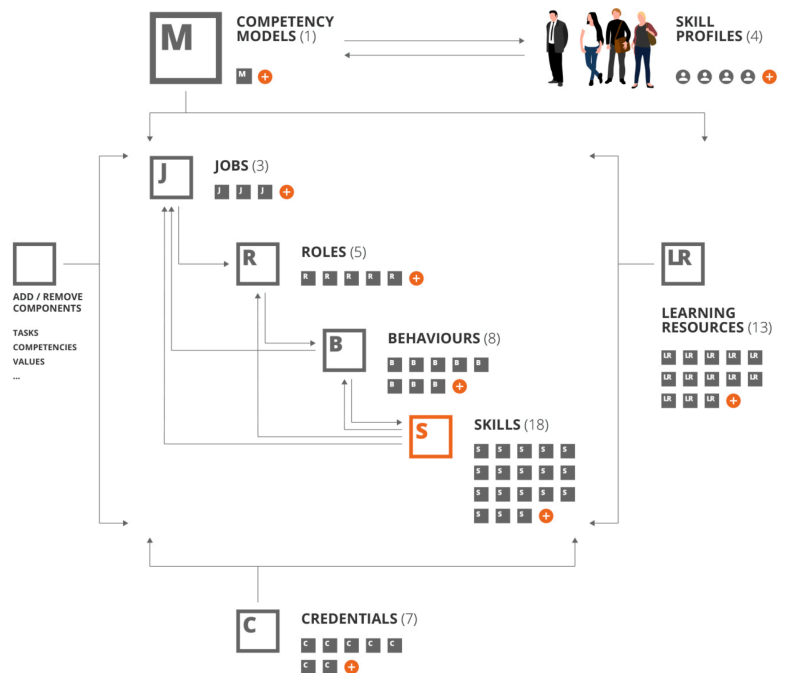 M
COMPETENCY
MODELS (1)
M +
SKILL
PROFILES (4)
+
J
JOBS (3)
J J J +
R
ROLES (5)
R R R R R +
ADD / REMOVE
COMPONENTS
TASKS
COMPETENCIES
VALUES
...
B
BEHAVIOURS (8)
B B B B B
B B B +
LR
LEARNING
RESOURCES (13)
LR LR LR LR LR
LR LR LR LR LR
LR LR LR +
S
SKILLS (18)
S S S S S
S S S S S
S S S S S
S S S +
C
CREDENTIALS (7)
C C C C C
C C +